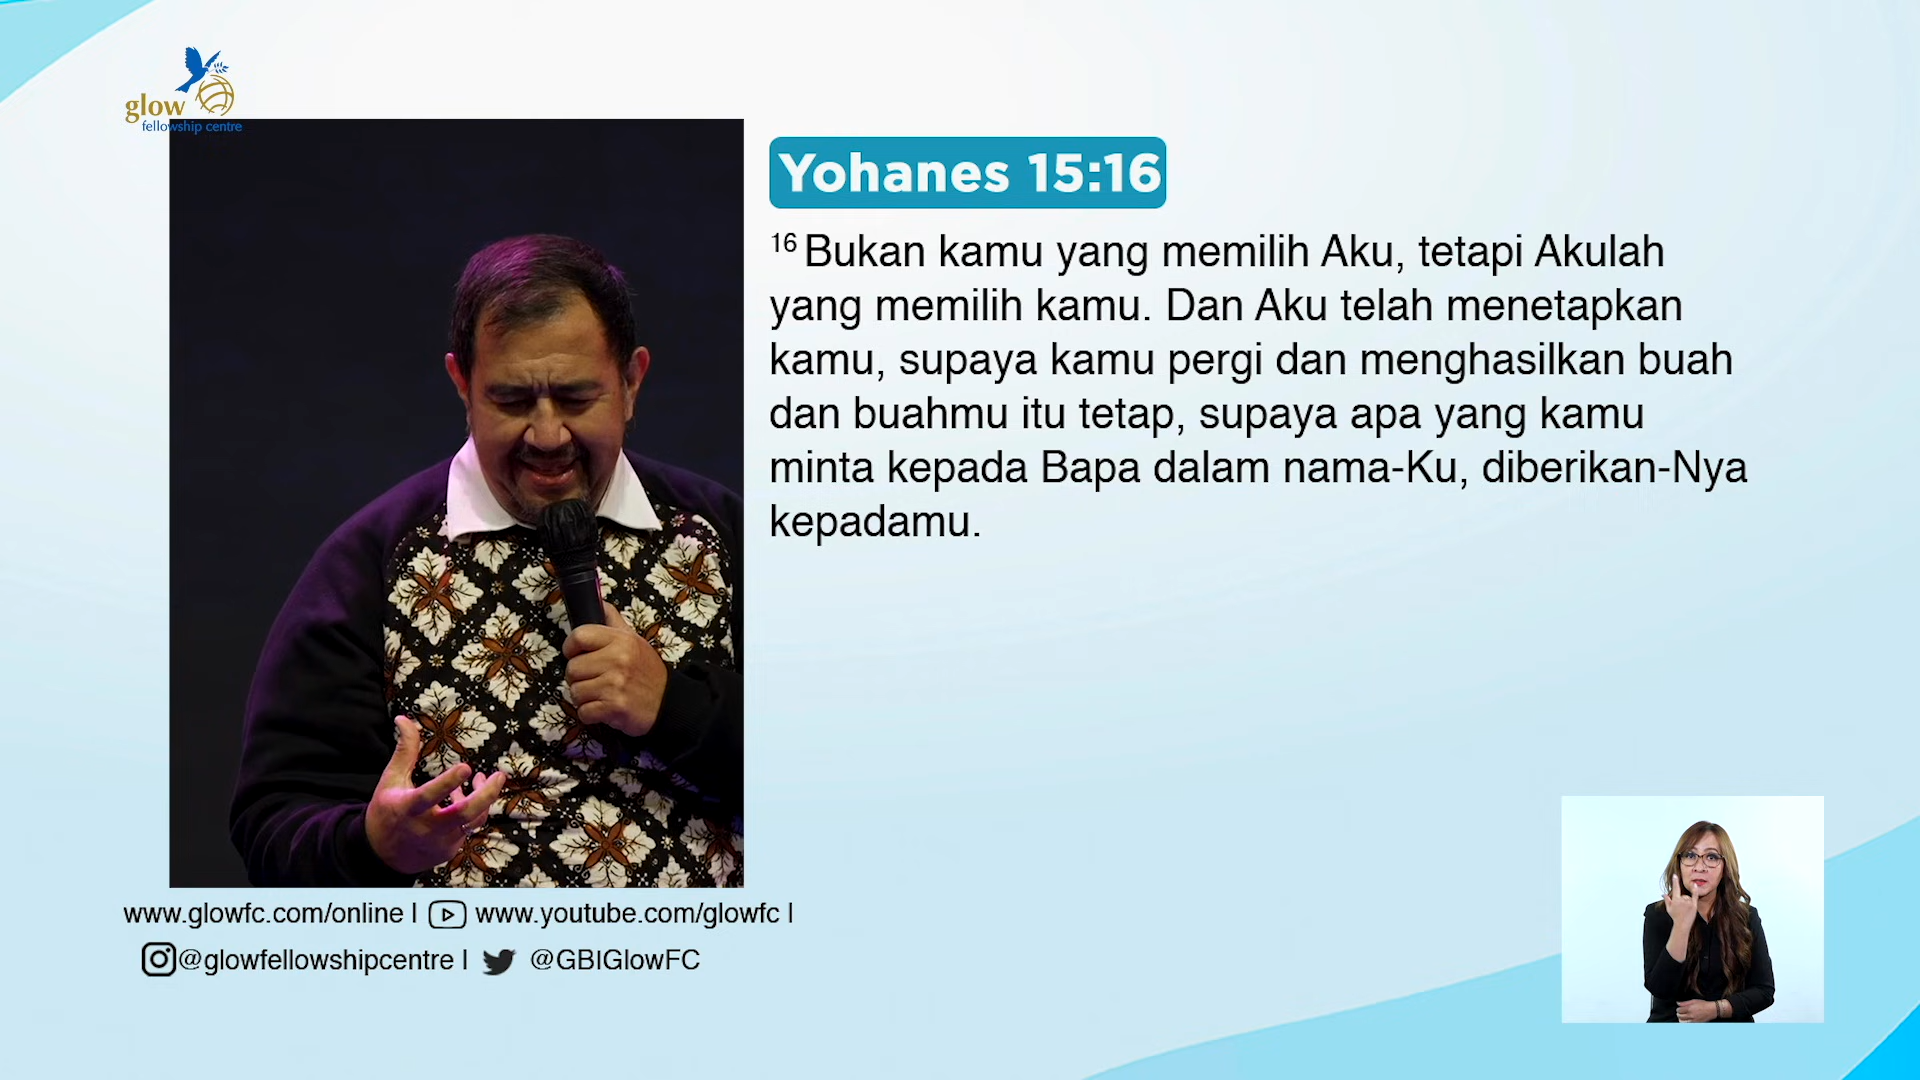 glow
fellowship centre
Yohanes 15:16
16 Bukan kamu yang memilih Aku, tetapi Akulah
yang memilih kamu. Dan Aku telah menetapkan
kamu, supaya kamu pergi dan menghasilkan buah
dan buahmu itu tetap, supaya apa yang kamu
minta kepada Bapa dalam nama-Ku, diberikan-Nya
kepadamu.
www.glowfc.com/online | www.youtube.com/glowfc |
@glowfellowshipcentre | @GBIGlowFC